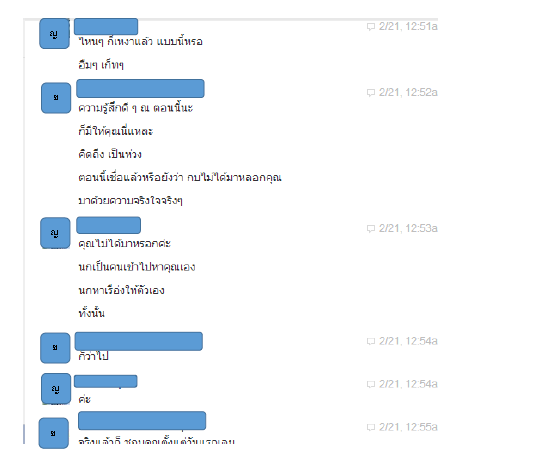 ญ
2/21, 12:51a
ไหนๆ ก็เหงาแล้ว แบบนี้หรอ
อืมๆ เก็ทๆ
ช
2/21, 12:52a
ความรู้สึกดี ๆ ณ ตอนนี้นะ
ก็มีให้คุณนี่แหละ
คิดถึง เป็นห่วง
ตอนนี้เชื่อแล้วหรือยังว่า กบไม่ได้มาหลอกคุณ
มาด้วยความจริงใจจริงๆ
ญ
2/21, 12:53a
คุณไม่ได้มาหรอกค่ะ
นกเป็นคนเข้าไปหาคุณเอง
นกหาเรื่องให้ตัวเอง
ทั้งนั้น
ช
2/21, 12:54a
ก็ว่าไป
ญ
2/21, 12:54a
ค่ะ
ช
2/21, 12:55a